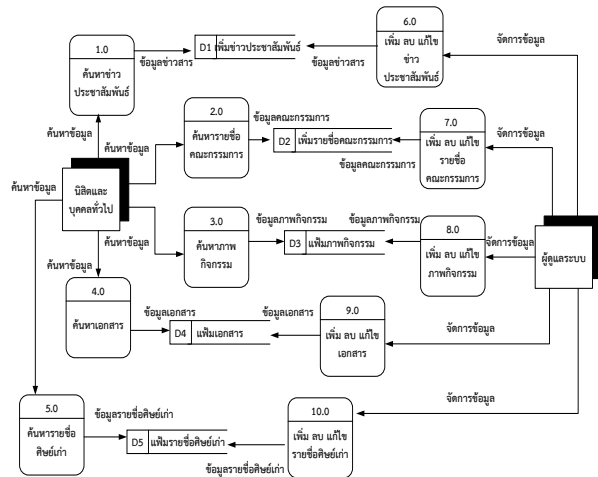 6.0
เพิ่ม ลบ แก้ไข
ข่าว
ประชาสัมพันธ์
จัดการข้อมูล
1.0
ค้นหาข่าว
ประชาสัมพันธ์
ข้อมูลข่าวสาร
D1 เพิ่มข่าวประชาสัมพันธ์
ข้อมูลข่าวสาร
2.0
ค้นหารายชื่อ
คณะกรรมการ
ข้อมูลคณะกรรมการ
D2 เพิ่มรายชื่อคณะกรรมการ
ข้อมูลคณะกรรมการ
7.0
เพิ่ม ลบ แก้ไข
รายชื่อ
คณะกรรมการ
จัดการข้อมูล
ค้นหาข้อมูล
ค้นหาข้อมูล
ค้นหาข้อมูล
นิสิตและ
บุคคลทั่วไป
3.0
ค้นหาภาพ
กิจกรรม
ข้อมูลภาพกิจกรรม
ข้อมูลภาพกิจกรรม
D3 แฟ้มภาพกิจกรรม
8.0
เพิ่ม ลบ แก้ไข
ภาพกิจกรรม
จัดการข้อมูล
ผู้ดูแลระบบ
ค้นหาข้อมูล
ค้นหาข้อมูล
4.0
ค้นหาเอกสาร
ข้อมูลเอกสาร
ข้อมูลเอกสาร
D4 แฟ้มเอกสาร
9.0
เพิ่ม ลบ แก้ไข
เอกสาร
จัดการข้อมูล
5.0
ค้นหารายชื่อ
ศิษย์เก่า
ข้อมูลรายชื่อศิษย์เก่า
D5 แฟ้มรายชื่อศิษย์เก่า
ข้อมูลรายชื่อศิษย์เก่า
10.0
เพิ่ม ลบ แก้ไข
รายชื่อศิษย์เก่า
จัดการข้อมูล